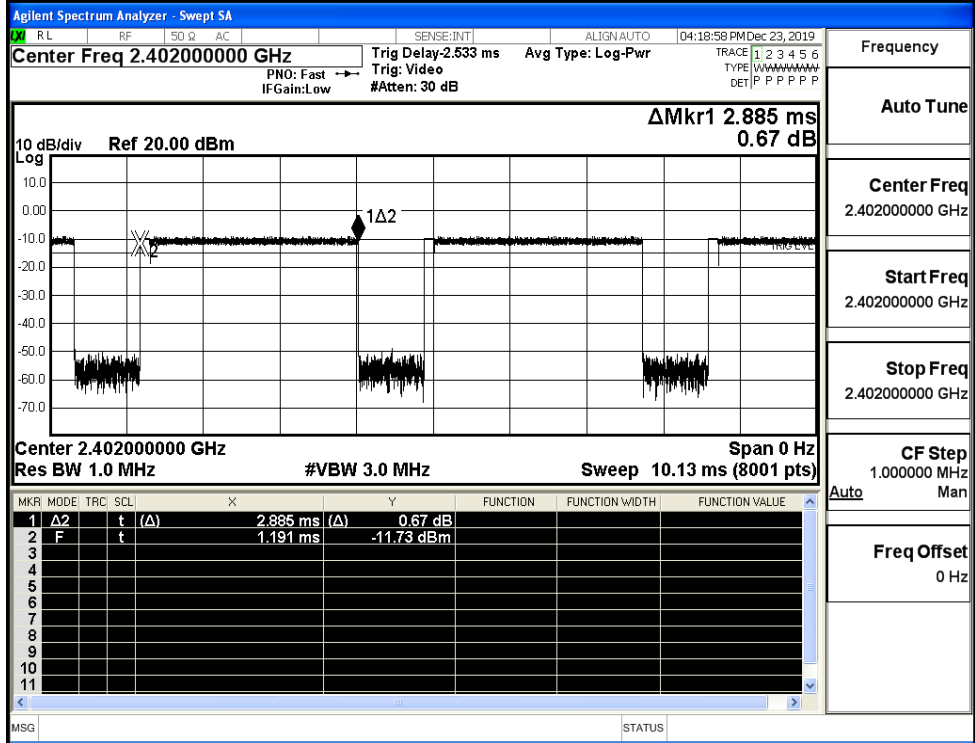 Agilent Spectrum Analyzer - Swept SA
LXI RL RF 50 Ω AC SENSE:INT ALIGN AUTO 04:18:58 PM Dec 23, 2019
Center Freq 2.402000000 GHz
PNO: Fast
IFGain:Low
Trig Delay-2.533 ms
Trig: Video
#Atten: 30 dB
Avg Type: Log-Pwr
TRACE 1 2 3 4 5 6
TYPE WWWWWW
DET P P P P P P
ΔMkr1 2.885 ms
0.67 dB
10 dB/div Ref 20.00 dBm
Log
10.0
0.00
-10.0
-20.0
-30.0
-40.0
-50.0
-60.0
-70.0
1Δ2
2
TRIG LVL
Center 2.402000000 GHz Span 0 Hz
Res BW 1.0 MHz #VBW 3.0 MHz Sweep 10.13 ms (8001 pts)
MKR MODE TRC SCL X Y FUNCTION FUNCTION WIDTH FUNCTION VALUE
1 Δ2 t (Δ) 2.885 ms (Δ) 0.67 dB
2 F t 1.191 ms -11.73 dBm
3
4
5
6
7
8
9
10
11
MSG STATUS
Frequency
Auto Tune
Center Freq
2.402000000 GHz
Start Freq
2.402000000 GHz
Stop Freq
2.402000000 GHz
CF Step
1.000000 MHz
Auto Man
Freq Offset
0 Hz